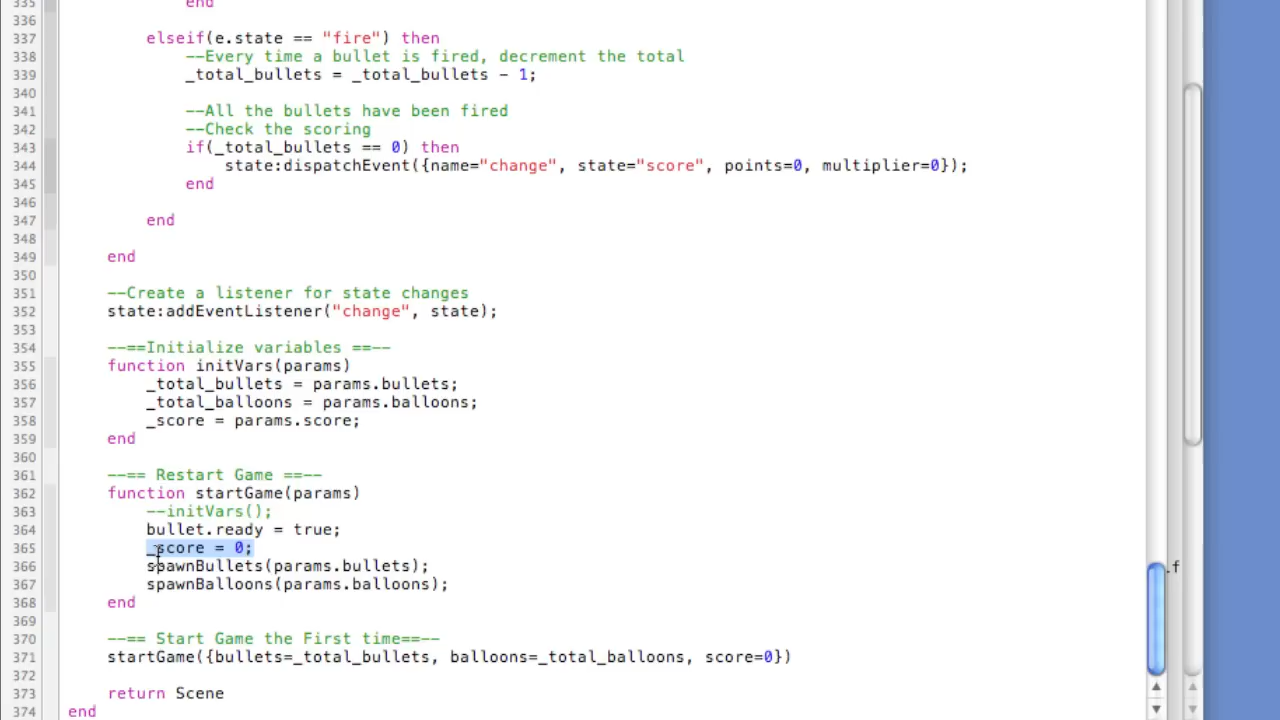 335 end
336
337 elseif(e.state == "fire") then
338 --Every time a bullet is fired, decrement the total
339 _total_bullets = _total_bullets - 1;
340
341 --All the bullets have been fired
342 --Check the scoring
343 if(_total_bullets == 0) then
344 state:dispatchEvent({name="change", state="score", points=0, multiplier=0});
345 end
346
347 end
348
349 end
350
351 --Create a listener for state changes
352 state:addEventListener("change", state);
353
354 --==Initialize variables ==--
355 function initVars(params)
356 _total_bullets = params.bullets;
357 _total_balloons = params.balloons;
358 _score = params.score;
359 end
360
361 --== Restart Game ==--
362 function startGame(params)
363 --initVars();
364 bullet.ready = true;
365 _score = 0;
366 spawnBullets(params.bullets);
367 spawnBalloons(params.balloons);
368 end
369
370 --== Start Game the First time==--
371 startGame({bullets=_total_bullets, balloons=_total_balloons, score=0})
372
373 return Scene
374 end
.f